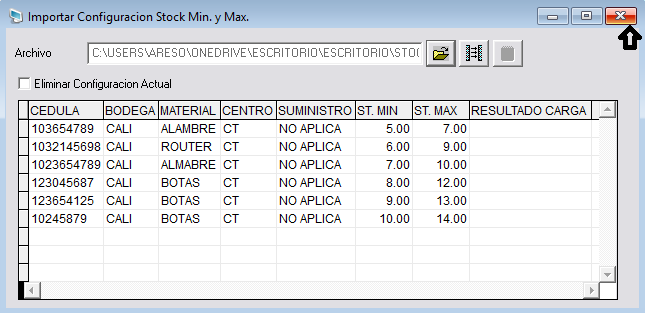 Importar Configuracion Stock Min. y Max.
Archivo C:\USERS\ARESO\ONEDRIVE\ESCRITORIO\ESCRITORIO\STOC
Eliminar Configuracion Actual
CEDULA BODEGA MATERIAL CENTRO SUMINISTRO ST. MIN ST. MAX RESULTADO CARGA
103654789 CALI ALAMBRE CT NO APLICA 5.00 7.00
1032145698 CALI ROUTER CT NO APLICA 6.00 9.00
1023654789 CALI ALMABRE CT NO APLICA 7.00 10.00
123045687 CALI BOTAS CT NO APLICA 8.00 12.00
123654125 CALI BOTAS CT NO APLICA 9.00 13.00
10245879 CALI BOTAS CT NO APLICA 10.00 14.00